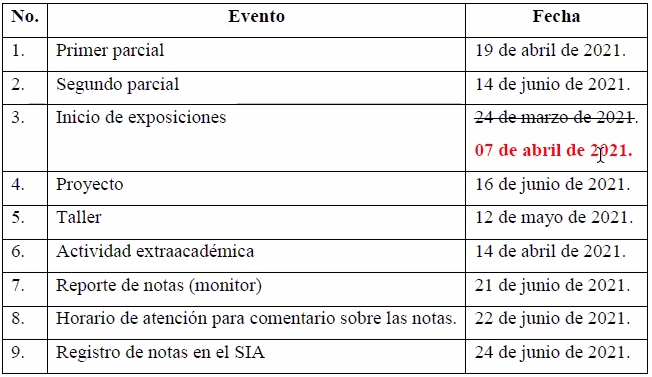 No. Evento Fecha
1. Primer parcial 19 de abril de 2021.
2. Segundo parcial 14 de junio de 2021.
3. Inicio de exposiciones 24 de marzo de 2021.
07 de abril de 2021.
4. Proyecto 16 de junio de 2021.
5. Taller 12 de mayo de 2021.
6. Actividad extraacadémica 14 de abril de 2021.
7. Reporte de notas (monitor) 21 de junio de 2021.
8. Horario de atención para comentario sobre las notas. 22 de junio de 2021.
9. Registro de notas en el SIA 24 de junio de 2021.